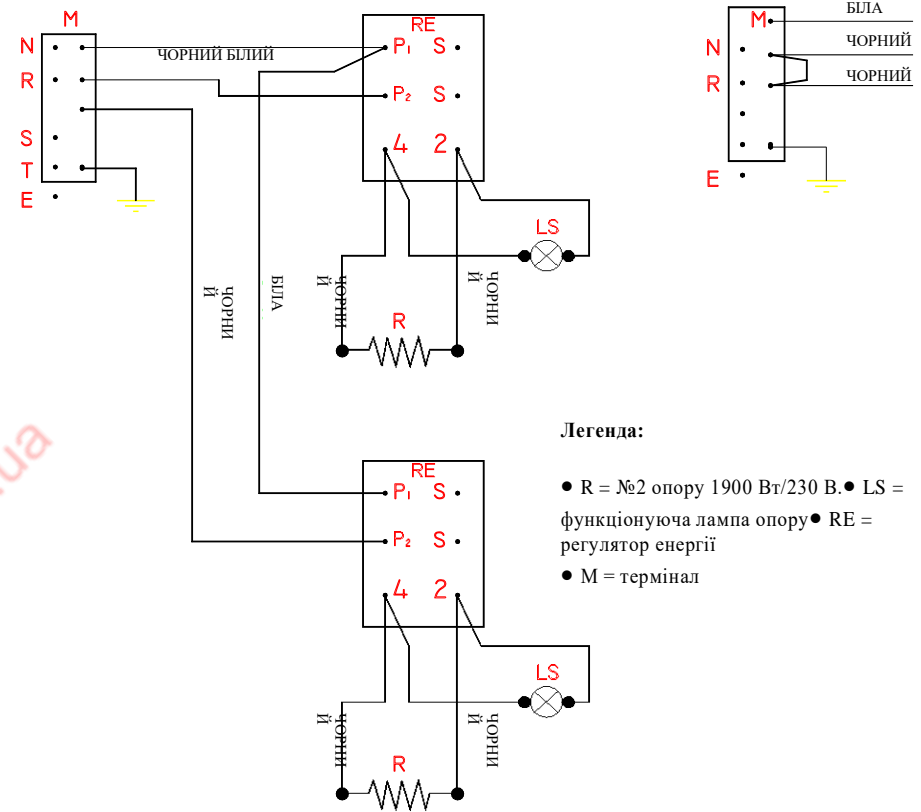 M
N
R
S
T
E
ЧОРНИЙ БІЛИЙ
RE
P1 S
P2 S
4 2
LS
ЧОРНИ
Й
БІЛА
ЧОРНИ
Й
ЧОРНИ
Й
R
M
БІЛА
N
ЧОРНИЙ
R
ЧОРНИЙ
E
Легенда:
● R = №2 опору 1900 Вт/230 В.● LS =
функціонуюча лампа опору● RE =
регулятор енергії
● M = термінал
RE
P1 S
P2 S
4 2
LS
ЧОРНИ
Й
ЧОРНИ
Й
R
ua